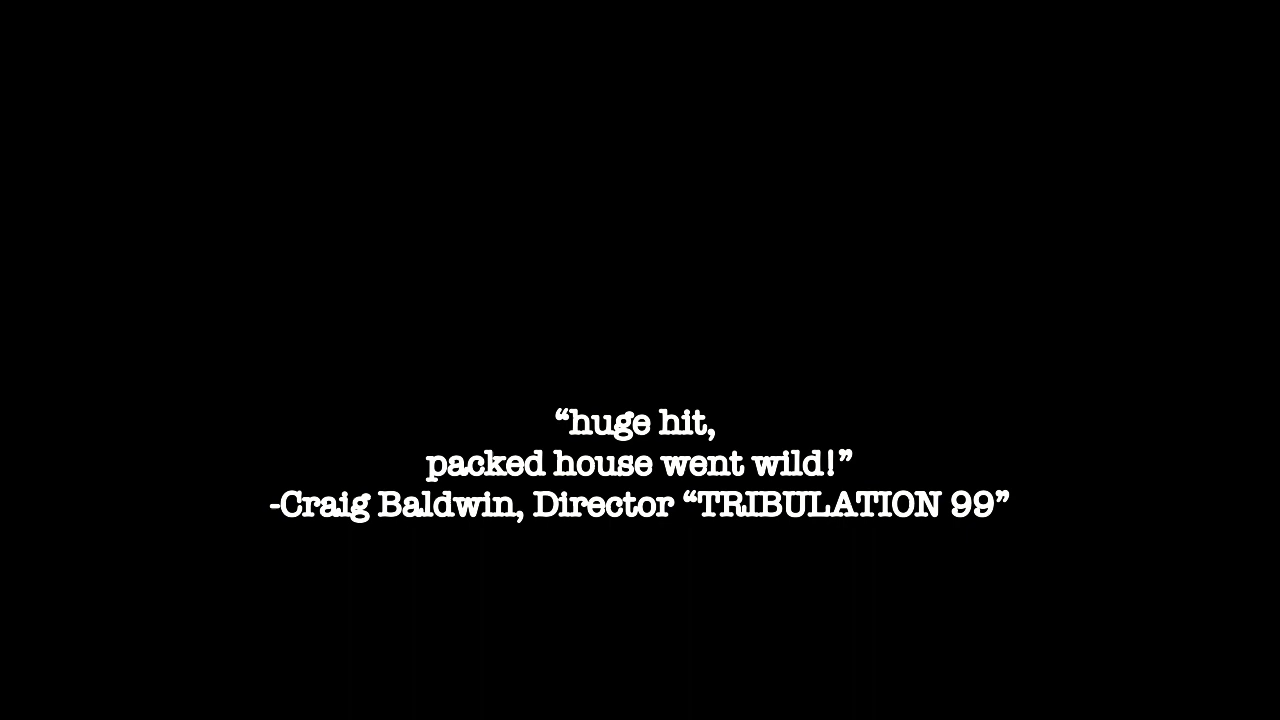 “huge hit,
packed house went wild!”
-Craig Baldwin, Director “TRIBULATION 99”